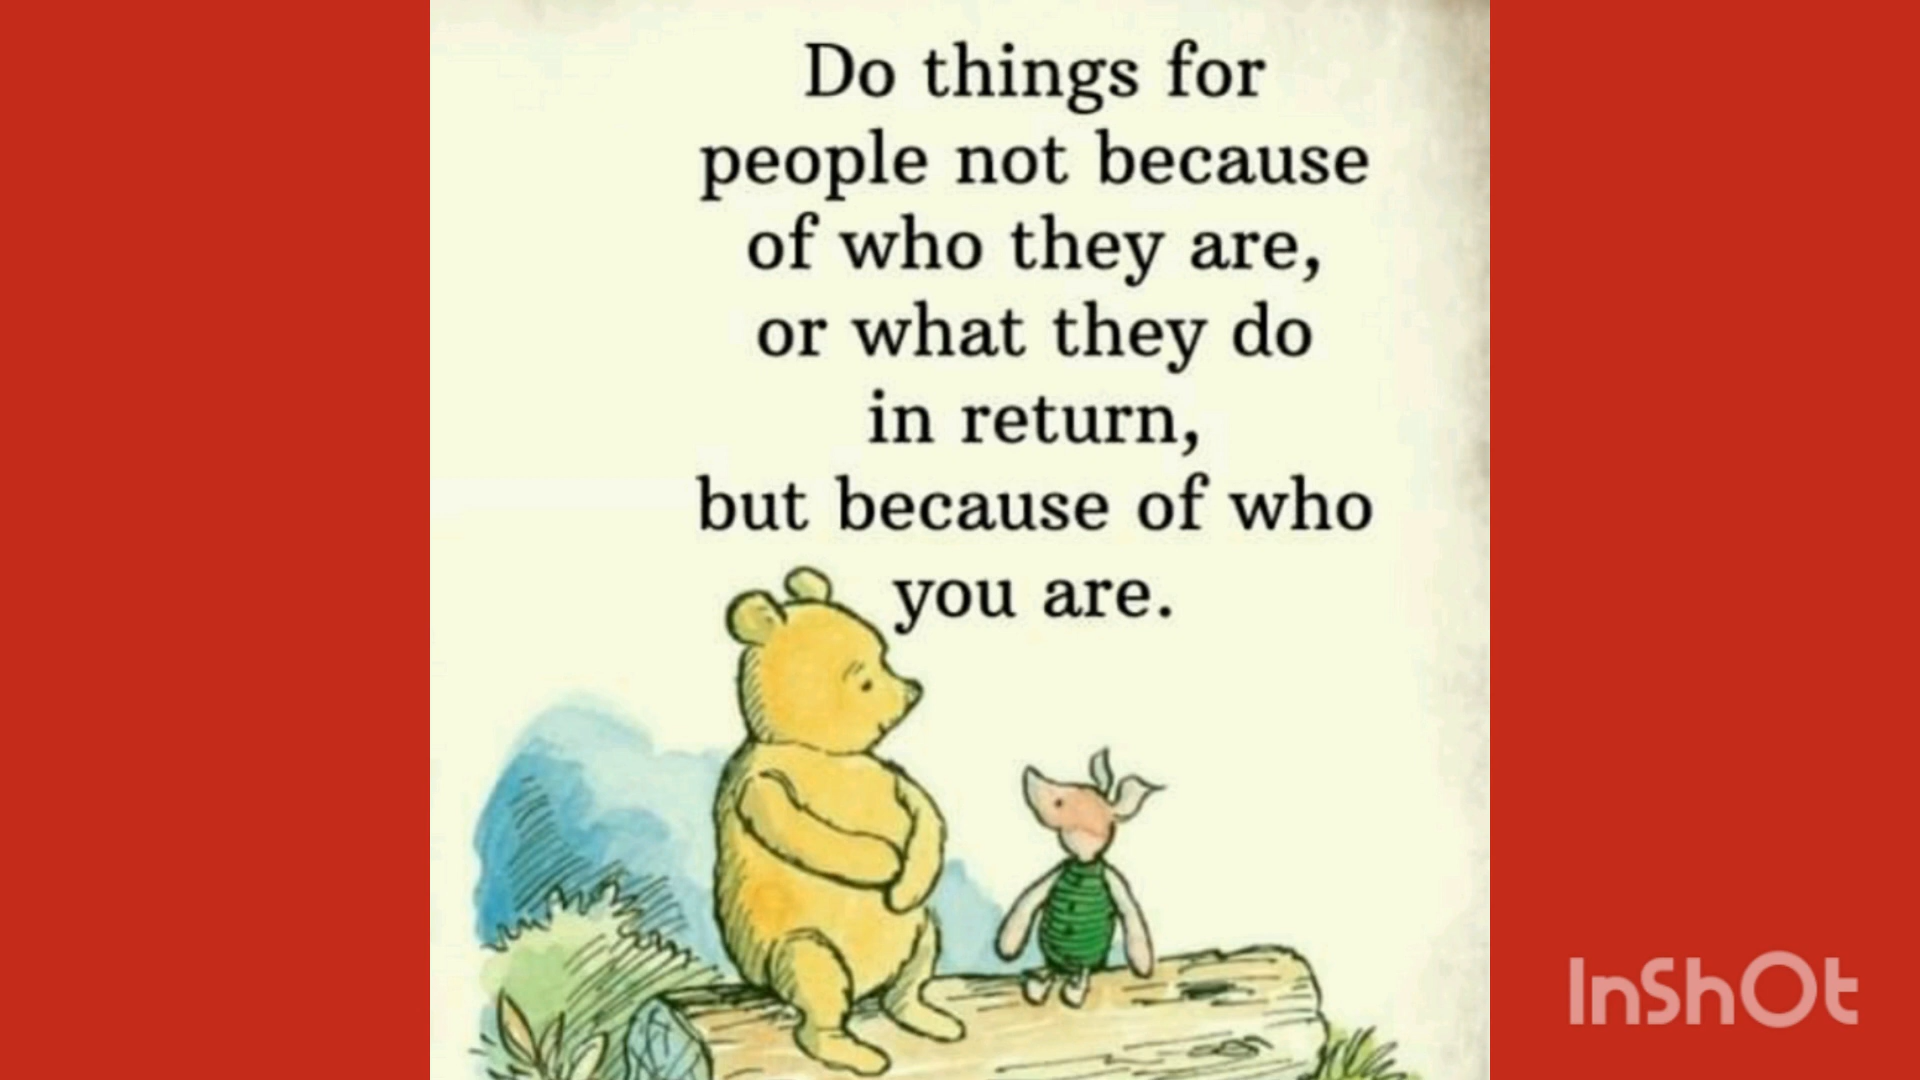 Do things for
people not because
of who they are,
or what they do
in return,
but because of who
you are.
InShOt